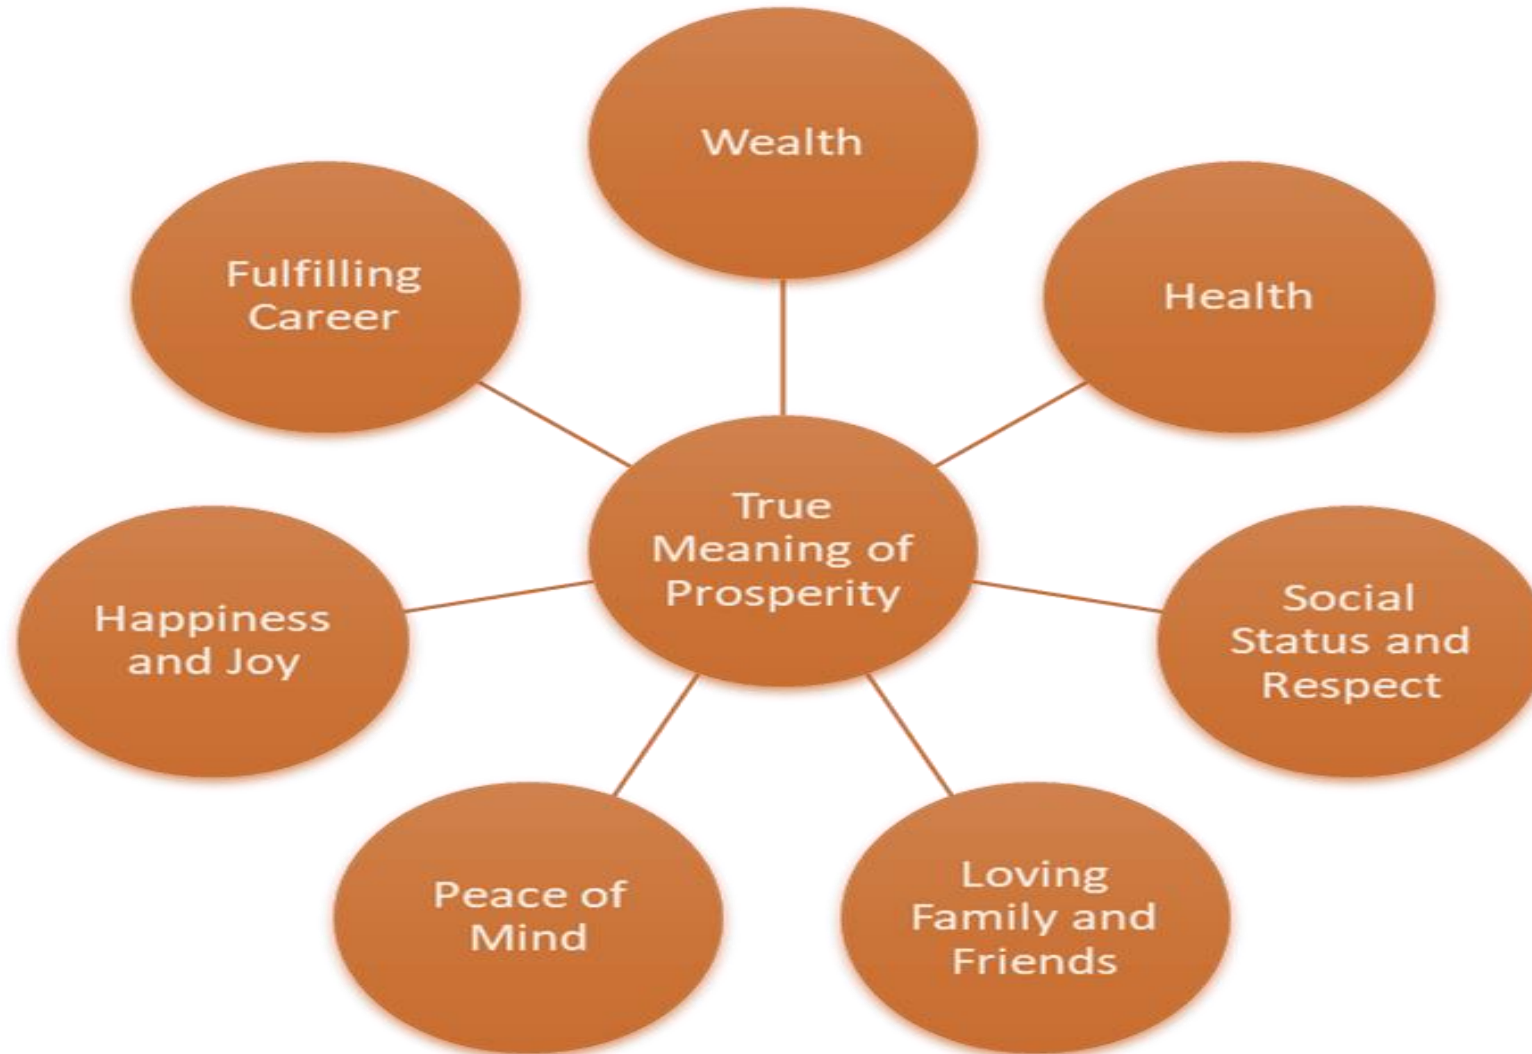 Wealth
Health
Social
Status and
Respect
Loving
Family and
Friends
Peace of
Mind
Happiness
and Joy
Fulfilling
Career
True
Meaning of
Prosperity